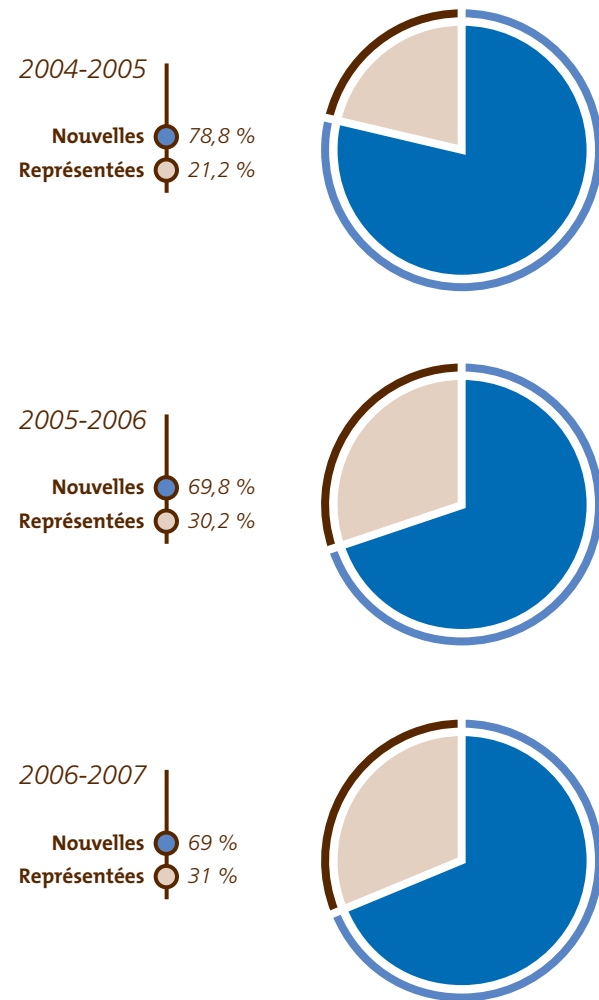 2004-2005
Nouvelles 78,8 %
Représentées 21,2 %
2005-2006
Nouvelles 69,8 %
Représentées 30,2 %
2006-2007
Nouvelles 69 %
Représentées 31 %